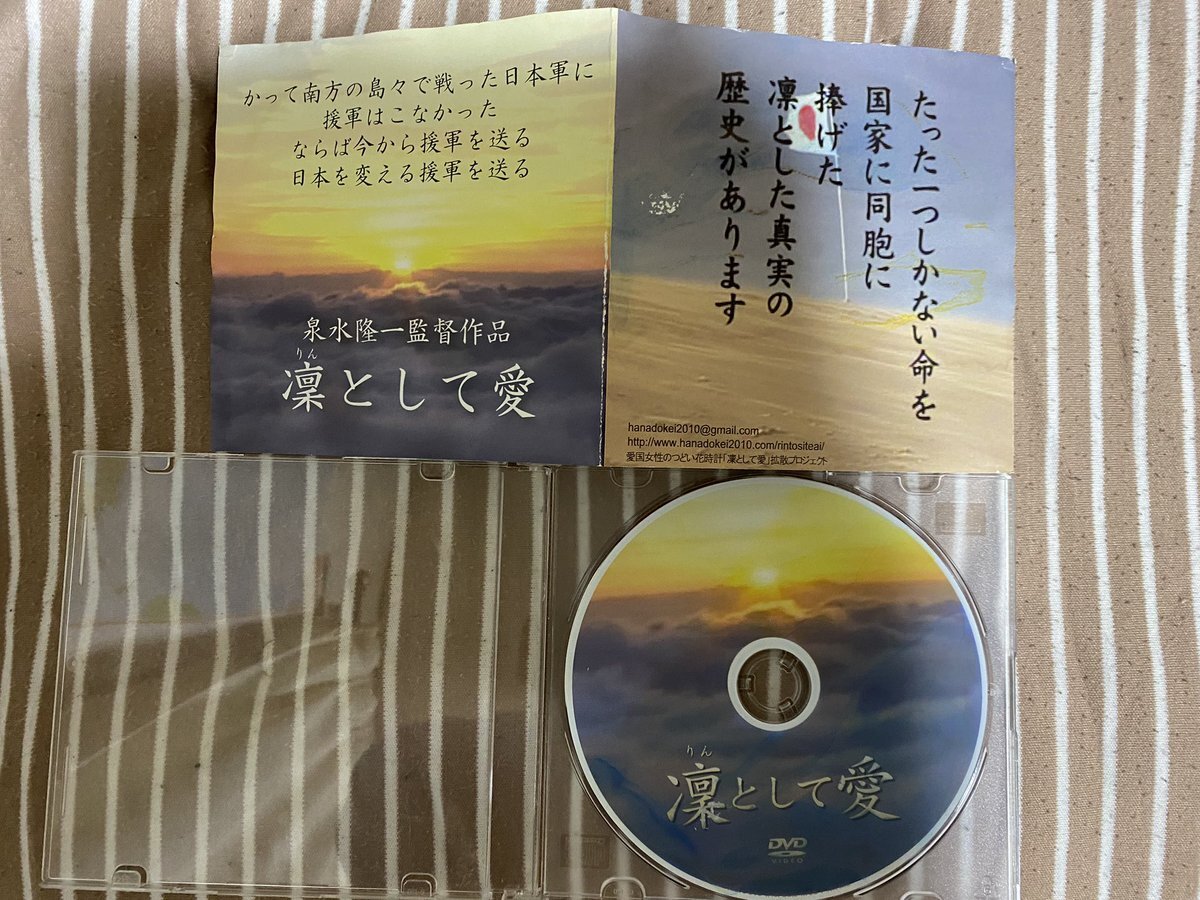 かって南方の島々で戦った日本軍に
援軍はこなかった
ならば今から援軍を送る
日本を変える援軍を送る
泉水隆一監督作品
りん
凜として愛
たった一つしかない命を
国家に同胞に
捧げた
凜とした真実の
歴史があります
hanadokei2010@gmail.com
http://www.hanadokei2010.com/rintositeai/
愛国女性のつどい花時計「凜として愛」拡散プロジェクト
りん
凜として愛
DVD
VIDEO